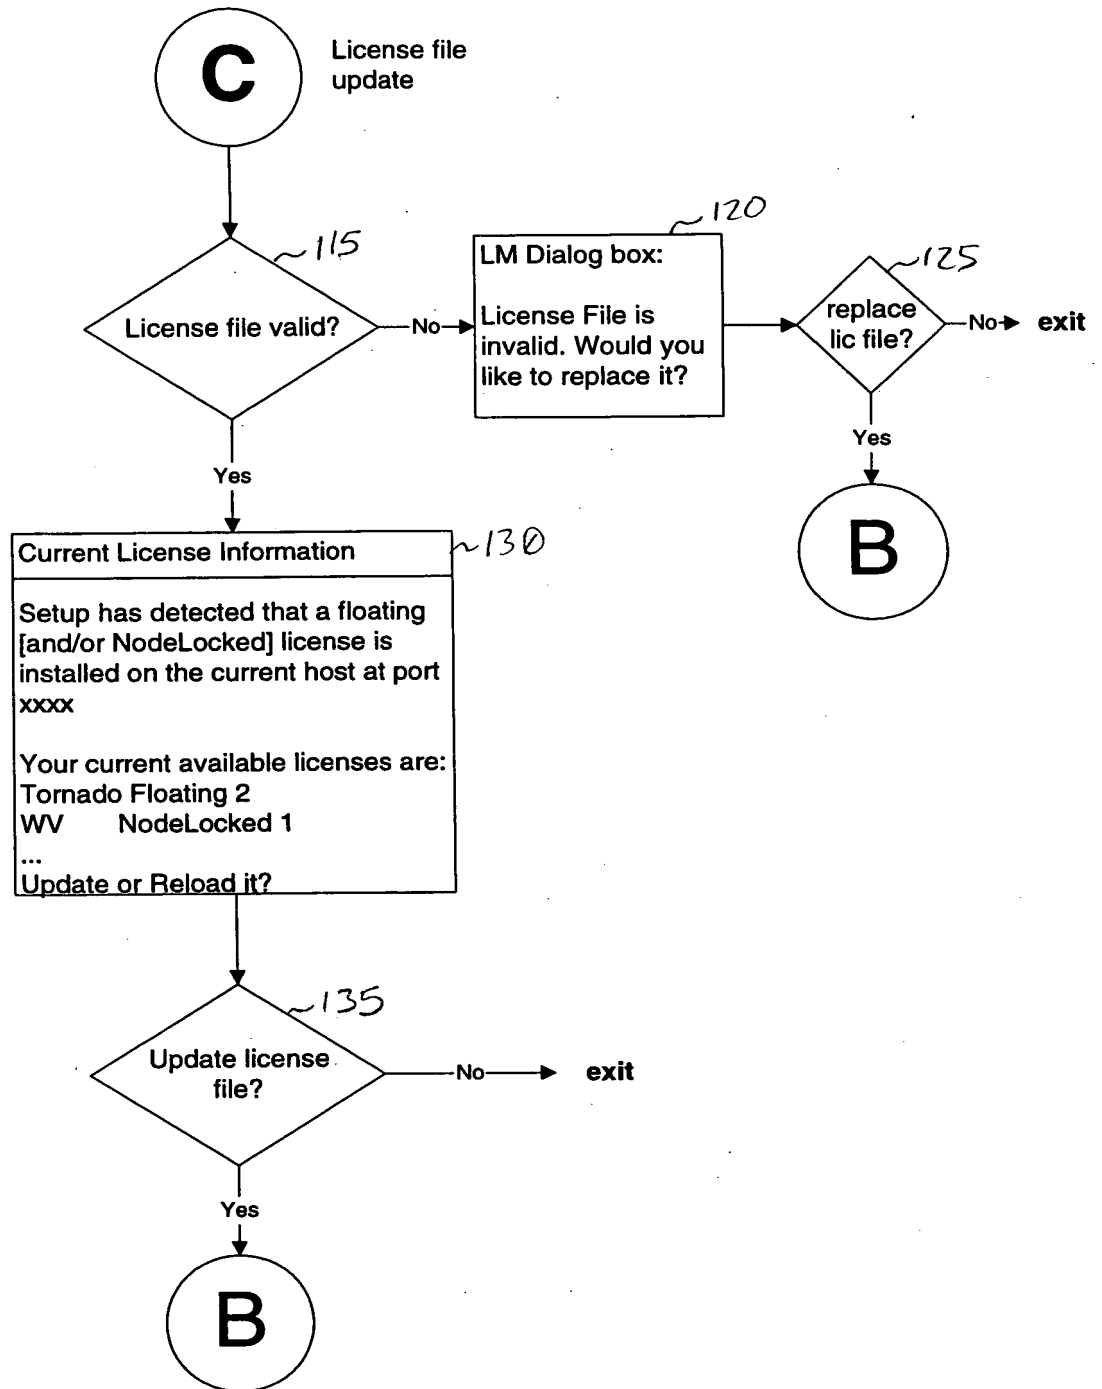 C
License file
update
115
License file valid?
No
120
LM Dialog box:
License File is
invalid. Would you
like to replace it?
125
replace
lic file?
No
exit
Yes
B
Yes
130
Current License Information
Setup has detected that a floating
[and/or NodeLocked] license is
installed on the current host at port
xxxx
Your current available licenses are:
Tornado Floating 2
WV NodeLocked 1
...
Update or Reload it?
135
Update license
file?
No
exit
Yes
B